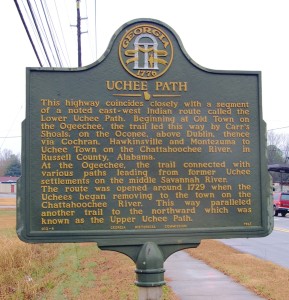 GEORGIA
1776
UCHEE PATH
This highway coincides closely with a segment
of a noted east-west Indian route called the
Lower Uchee Path. Beginning at Old Town on
the Ogeechee, the trail led this way by Carr's
Shoals, on the Oconee, above Dublin, thence
via Cochran, Hawkinsville and Montezuma to
Uchee Town on the Chattahoochee River, in
Russell County, Alabama.
At the Ogeechee, the trail connected with
various paths leading from former Uchee
settlements on the middle Savannah River.
The route was opened around 1729 when the
Uchees began removing to the town on the
Chattahoochee River. This way paralleled
another trail to the northward which was
known as the Upper Uchee Path.